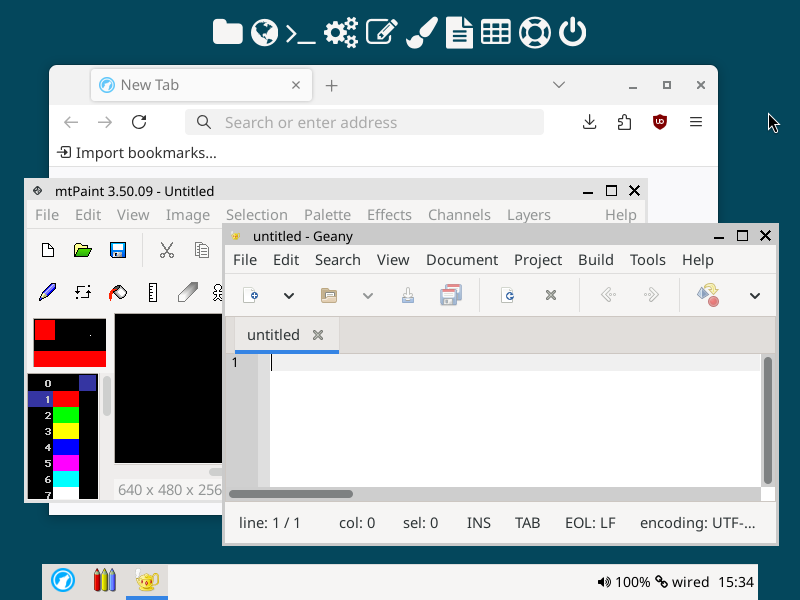 New Tab
Search or enter address
Import bookmarks...
mtPaint 3.50.09 - Untitled
File Edit View Image Selection Palette Effects Channels Layers Help
untitled - Geany
File Edit Search View Document Project Build Tools Help
untitled
1
0
1
2
3
4
5
6
7
640 x 480 x 256
line: 1 / 1 col: 0 sel: 0 INS TAB EOL: LF encoding: UTF-...
100% wired 15:34